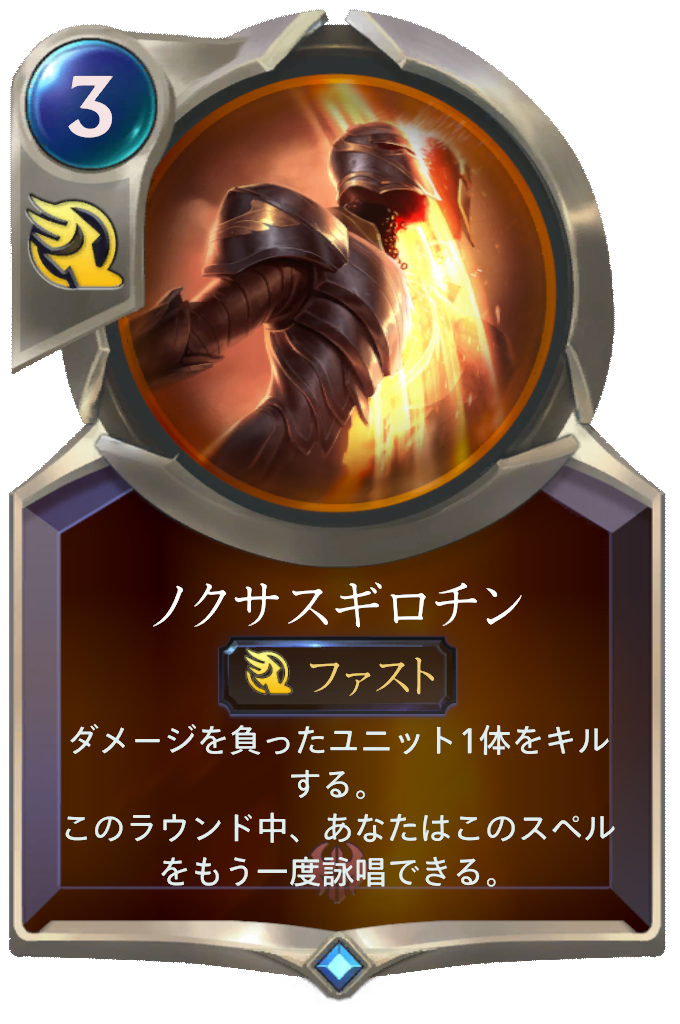 3
ノクサスギロチン
ファスト
ダメージを負ったユニット1体をキル
する。
このラウンド中、あなたはこのスペル
をもう一度詠唱できる。